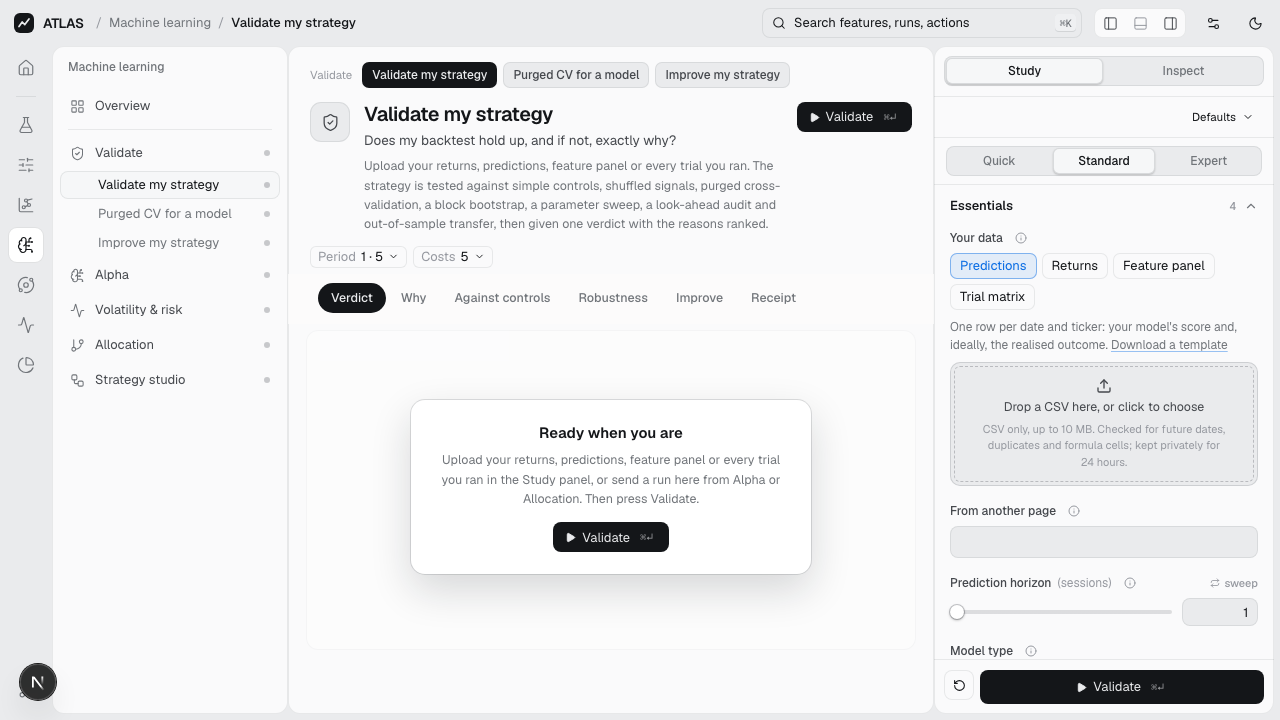 ATLAS / Machine learning / Validate my strategy
Search features, runs, actions ⌘K
Machine learning
Overview
Validate
Validate my strategy
Purged CV for a model
Improve my strategy
Alpha
Volatility & risk
Allocation
Strategy studio
N
Validate Validate my strategy Purged CV for a model Improve my strategy
Validate my strategy
Validate ⌘↵
Does my backtest hold up, and if not, exactly why?
Upload your returns, predictions, feature panel or every trial you ran. The
strategy is tested against simple controls, shuffled signals, purged cross-
validation, a block bootstrap, a parameter sweep, a look-ahead audit and
out-of-sample transfer, then given one verdict with the reasons ranked.
Period 1 · 5 Costs 5
Verdict Why Against controls Robustness Improve Receipt
Ready when you are
Upload your returns, predictions, feature panel or every trial
you ran in the Study panel, or send a run here from Alpha or
Allocation. Then press Validate.
Validate ⌘↵
Study Inspect
Defaults
Quick Standard Expert
Essentials 4
Your data
Predictions Returns Feature panel
Trial matrix
One row per date and ticker: your model's score and,
ideally, the realised outcome. Download a template
Drop a CSV here, or click to choose
CSV only, up to 10 MB. Checked for future dates,
duplicates and formula cells; kept privately for
24 hours.
From another page
Prediction horizon (sessions) sweep
1
Model type
Validate ⌘↵